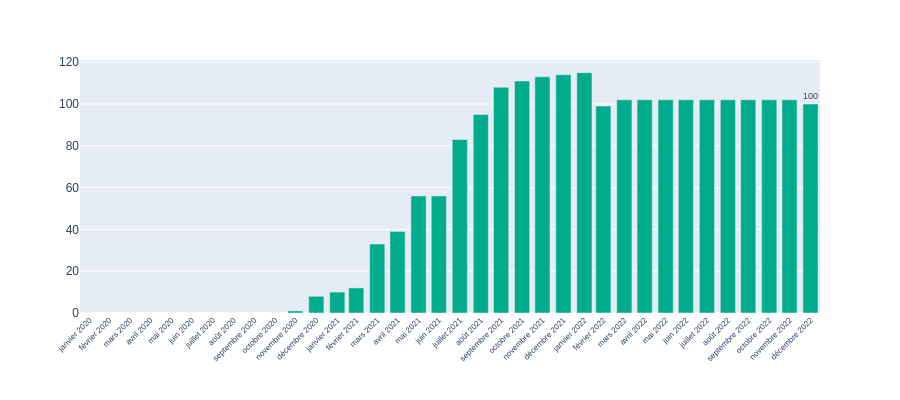 120
100
80
60
40
20
0
100
janvier 2020
février 2020
mars 2020
avril 2020
mai 2020
juin 2020
juillet 2020
août 2020
septembre 2020
octobre 2020
novembre 2020
décembre 2020
janvier 2021
février 2021
mars 2021
avril 2021
mai 2021
juin 2021
juillet 2021
août 2021
septembre 2021
octobre 2021
novembre 2021
décembre 2021
janvier 2022
février 2022
mars 2022
avril 2022
mai 2022
juin 2022
juillet 2022
août 2022
septembre 2022
octobre 2022
novembre 2022
décembre 2022